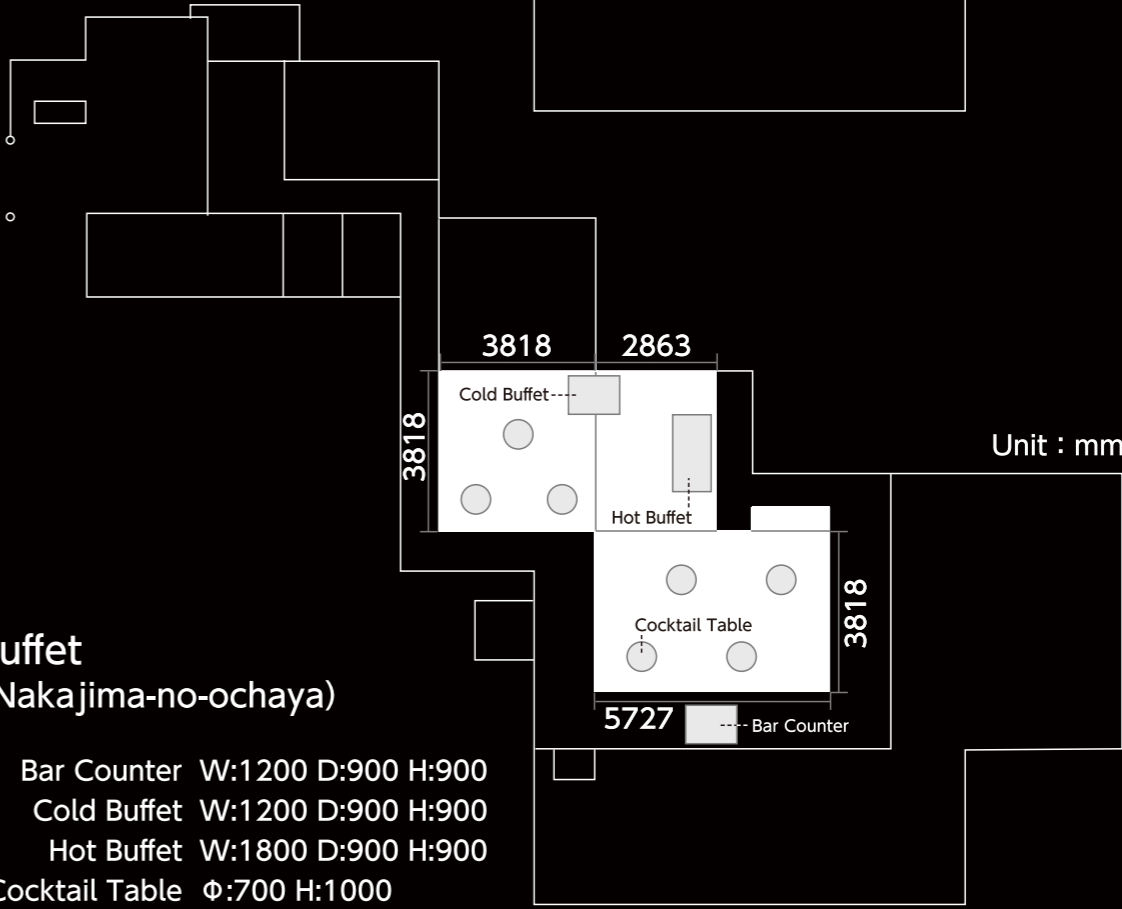 3818 2863
Cold Buffet
3818
Unit : mm
Hot Buffet
Cocktail Table
3818
uffet
Nakajima-no-ochaya)
5727
Bar Counter
Bar Counter W:1200 D:900 H:900
Cold Buffet W:1200 D:900 H:900
Hot Buffet W:1800 D:900 H:900
Cocktail Table Φ:700 H:1000